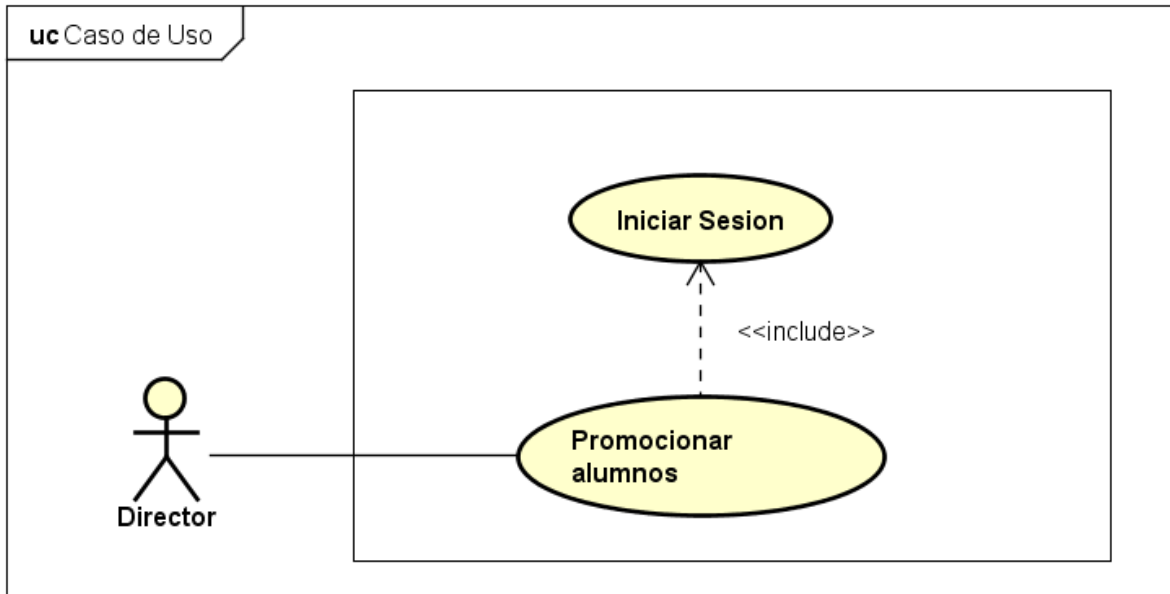 uc Caso de Uso
Iniciar Sesion
<<include>>
Promocionar
alumnos
Director